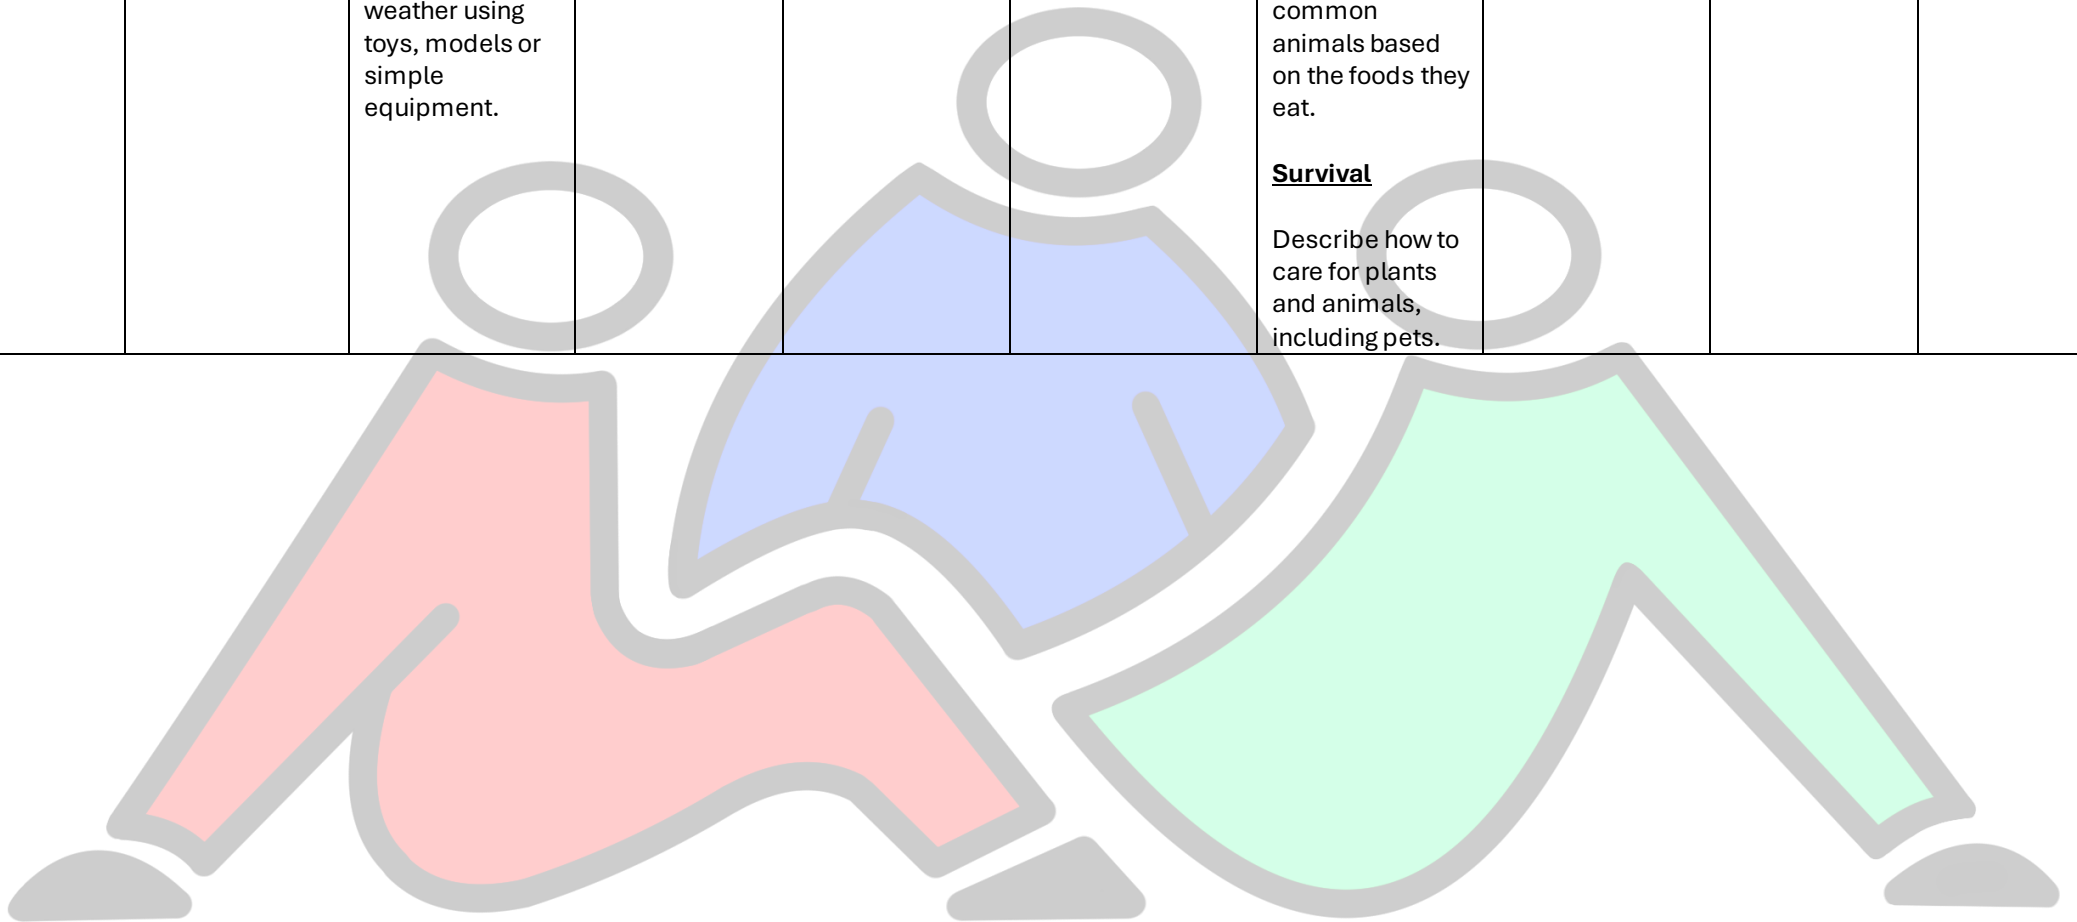 weather using
toys, models or
simple
equipment.
common
animals based
on the foods they
eat.
Survival
Describe how to
care for plants
and animals,
including pets.